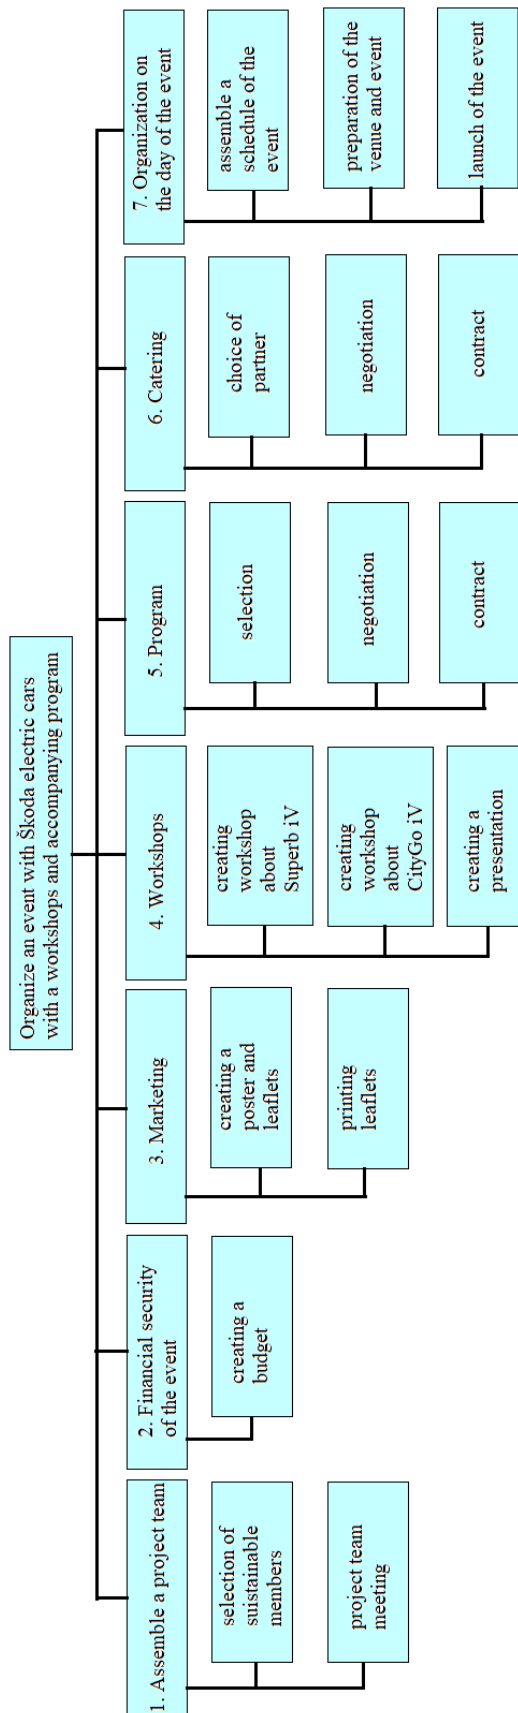 Organize an event with Škoda electric cars
with a workshops and accompanying program
1. Assemble a project team
selection of
suistainable
members
project team
meeting
2. Financial security
of the event
creating a
budget
3. Marketing
creating a
poster and
leaflets
printing
leaflets
4. Workshops
creating
workshop
about
Superb iV
creating
workshop
about
CityGo iV
creating a
presentation
5. Program
selection
negotiation
contract
6. Catering
choice of
partner
negotiation
contract
7. Organization on
the day of the event
assemble a
schedule of the
event
preparation of the
venue and event
launch of the event